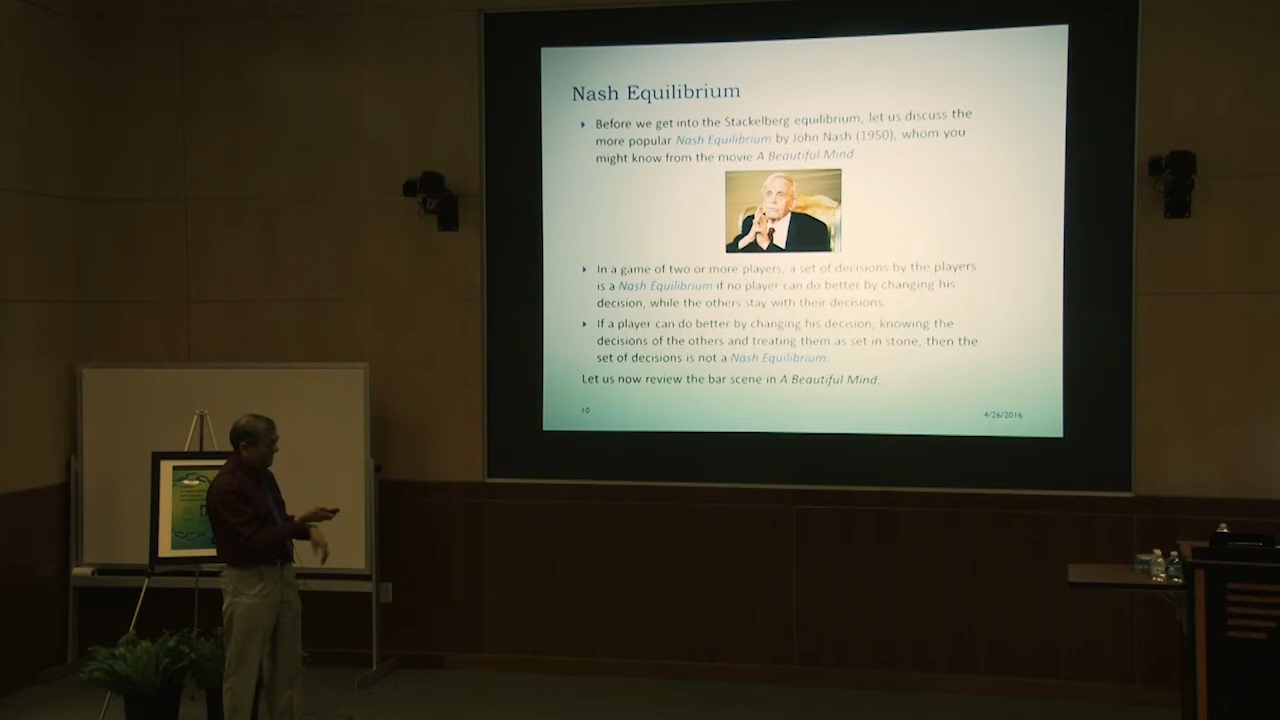 Nash Equilibrium
Before we get into the Stackelberg equilibrium, let us discuss the
more popular Nash Equilibrium by John Nash (1950), whom you
might know from the movie A Beautiful Mind.
In a game of two or more players, a set of decisions by the players
is a Nash Equilibrium if no player can do better by changing his
decision, while the others stay with their decisions.
If a player can do better by changing his decision, knowing the
decisions of the others and treating them as set in stone, then the
set of decisions is not a Nash Equilibrium.
Let us now review the bar scene in A Beautiful Mind.
10
4/26/2016